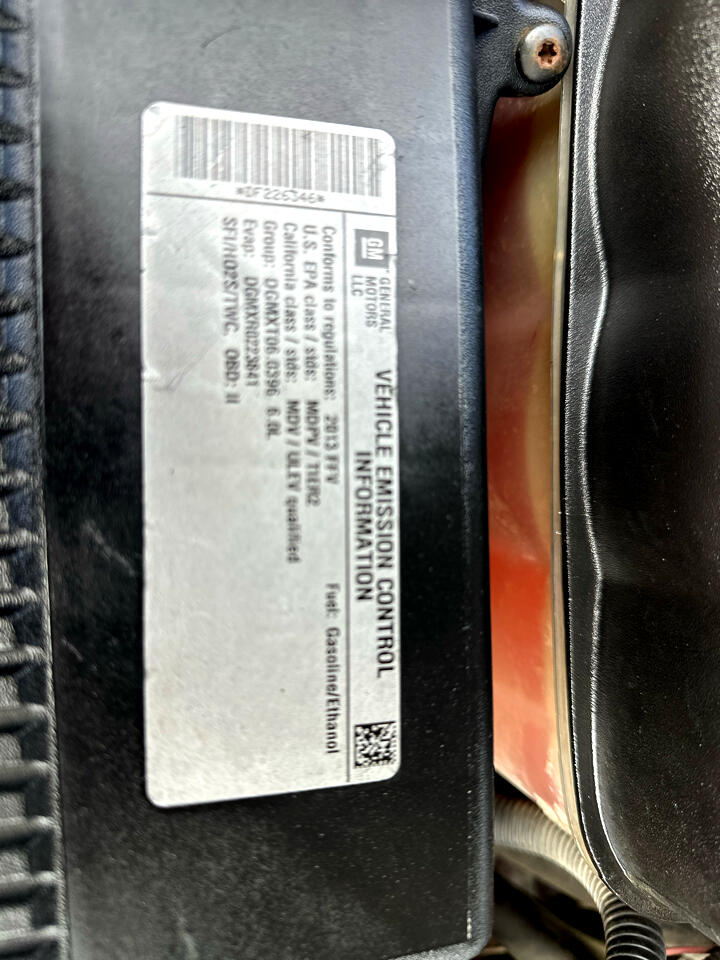 *DF226346*
GM GENERAL
MOTORS
LLC
VEHICLE EMISSION CONTROL
INFORMATION
Conforms to regulations: 2013 FFV
Fuel: Gasoline/Ethanol
U.S. EPA class / stds: MDPV / TIER2
California class / stds: MDV / ULEV qualified
Group: DGMXT06.0396 6.0L
Evap: DGMXR0223841
SFI/HO2S/TWC, OBD: II